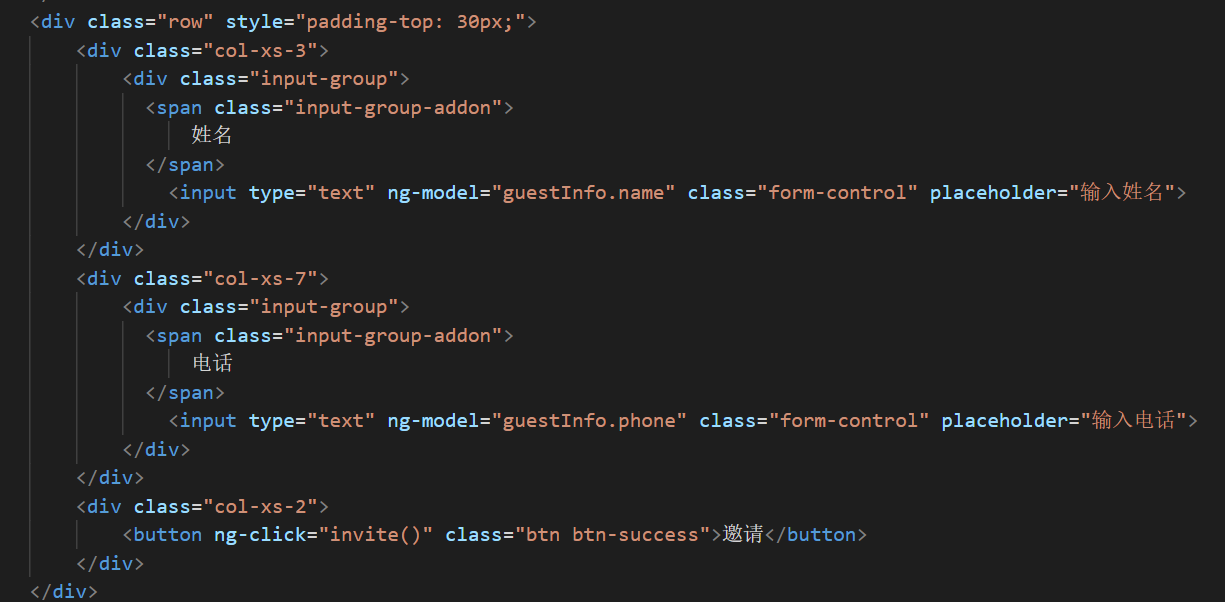 <div class="row" style="padding-top: 30px;">
<div class="col-xs-3">
<div class="input-group">
<span class="input-group-addon">
姓名
</span>
<input type="text" ng-model="guestInfo.name" class="form-control" placeholder="输入姓名">
</div>
</div>
<div class="col-xs-7">
<div class="input-group">
<span class="input-group-addon">
电话
</span>
<input type="text" ng-model="guestInfo.phone" class="form-control" placeholder="输入电话">
</div>
</div>
<div class="col-xs-2">
<button ng-click="invite()" class="btn btn-success">邀请</button>
</div>
</div>